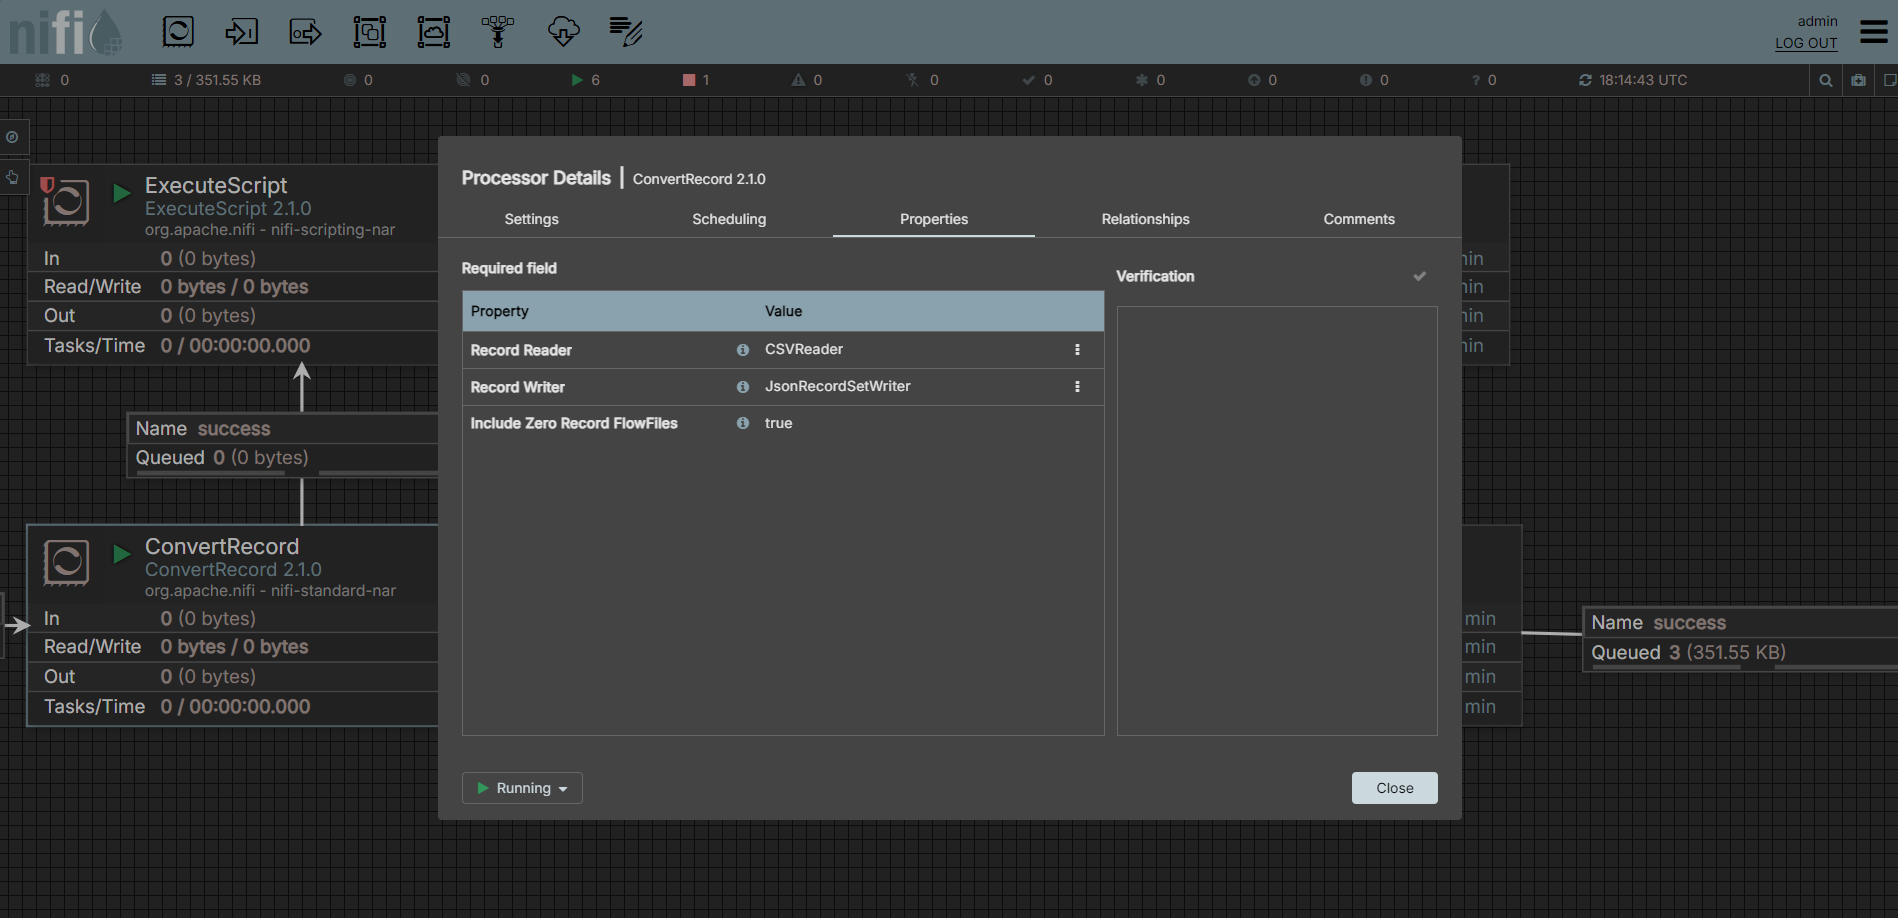 nifi
admin
LOG OUT
0
3 / 351.55 KB
0
0
6
1
0
0
0
0
0
0
? 0
18:14:43 UTC
ExecuteScript
ExecuteScript 2.1.0
org.apache.nifi - nifi-scripting-nar
In 0 (0 bytes)
Read/Write 0 bytes / 0 bytes
Out 0 (0 bytes)
Tasks/Time 0 / 00:00:00.000
Name success
Queued 0 (0 bytes)
ConvertRecord
ConvertRecord 2.1.0
org.apache.nifi - nifi-standard-nar
In 0 (0 bytes)
Read/Write 0 bytes / 0 bytes
Out 0 (0 bytes)
Tasks/Time 0 / 00:00:00.000
Processor Details | ConvertRecord 2.1.0
Settings Scheduling Properties Relationships Comments
Required field
Property Value
Record Reader CSVReader
Record Writer JsonRecordSetWriter
Include Zero Record FlowFiles true
Verification
Running
Close
min
min
min
min
Name success
Queued 3 (351.55 KB)